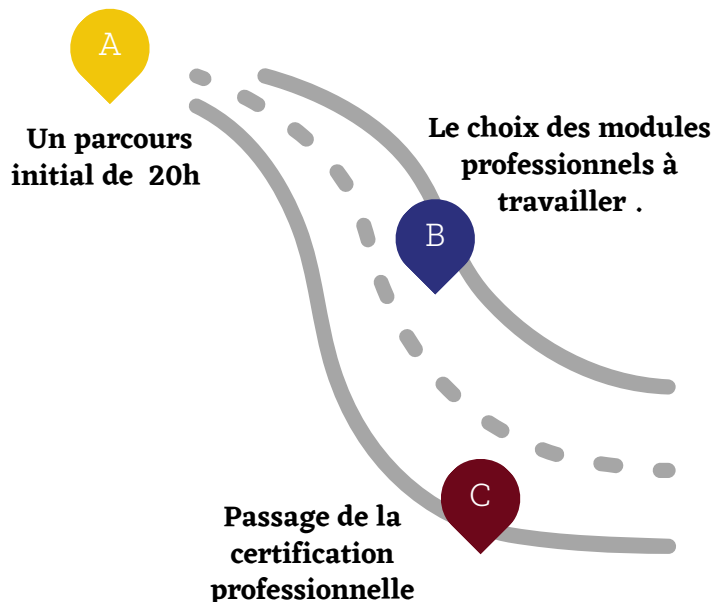 A
Un parcours
initial de 20h
Le choix des modules
professionnels à
travailler .
B
C
Passage de la
certification
professionnelle